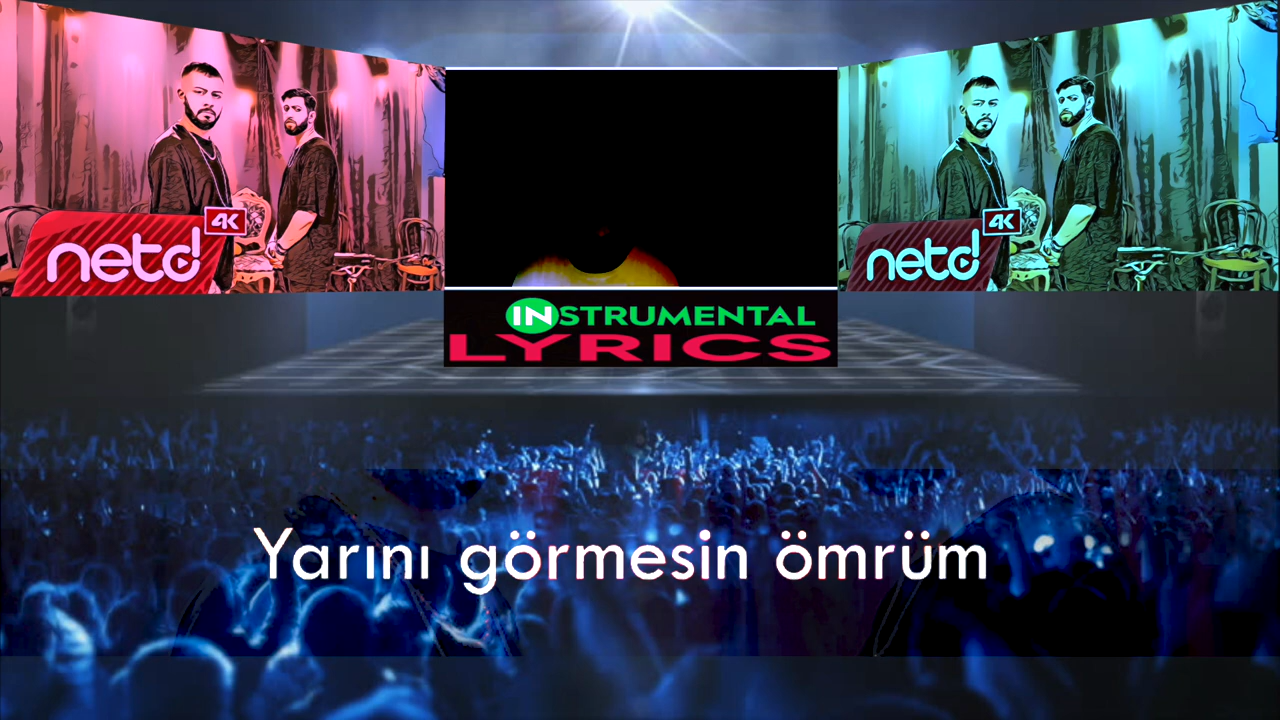 4K
netd
4K
netd
INSTRUMENTAL
LYRICS
Yarını görmesin ömrüm